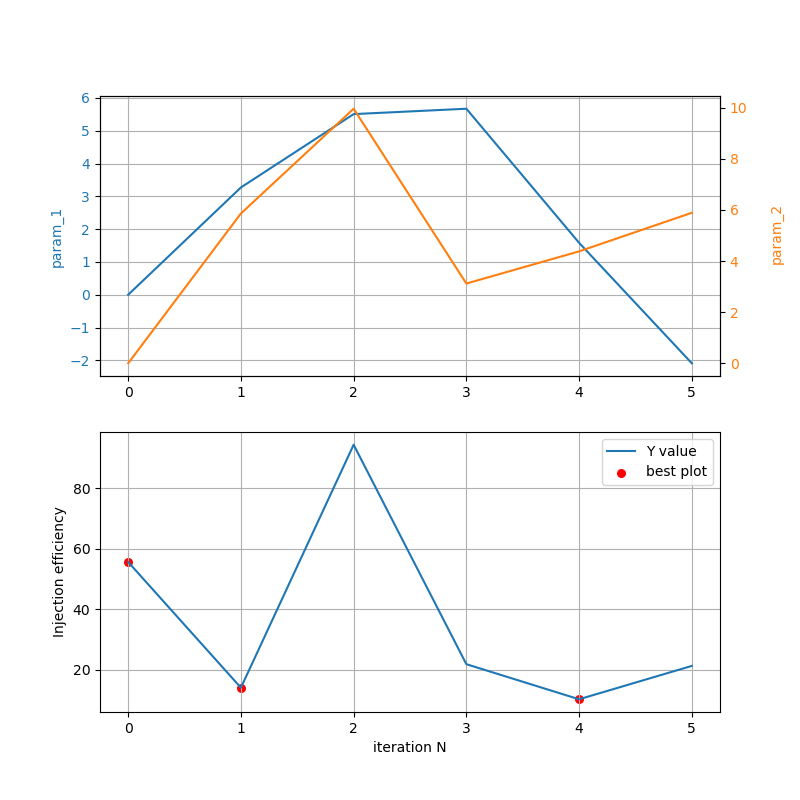 6
5
4
3
2
1
0
−1
−2
param_1
10
8
6
4
2
0
param_2
0 1 2 3 4 5
Y value
best plot
80
60
40
20
Injection efficiency
0 1 2 3 4 5
iteration N